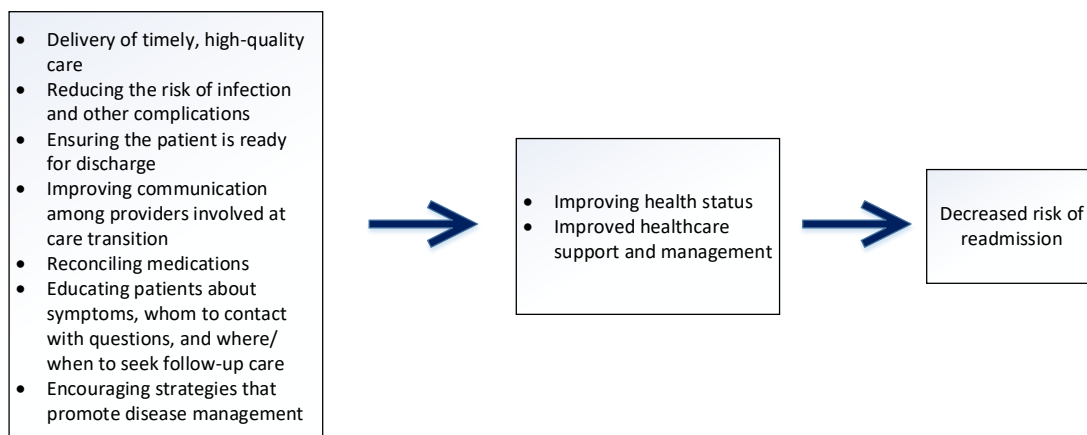 • Delivery of timely, high-quality
care
• Reducing the risk of infection
and other complications
• Ensuring the patient is ready
for discharge
• Improving communication
among providers involved at
care transition
• Reconciling medications
• Educating patients about
symptoms, whom to contact
with questions, and where/
when to seek follow-up care
• Encouraging strategies that
promote disease management
• Improving health status
• Improved healthcare
support and management
Decreased risk of
readmission